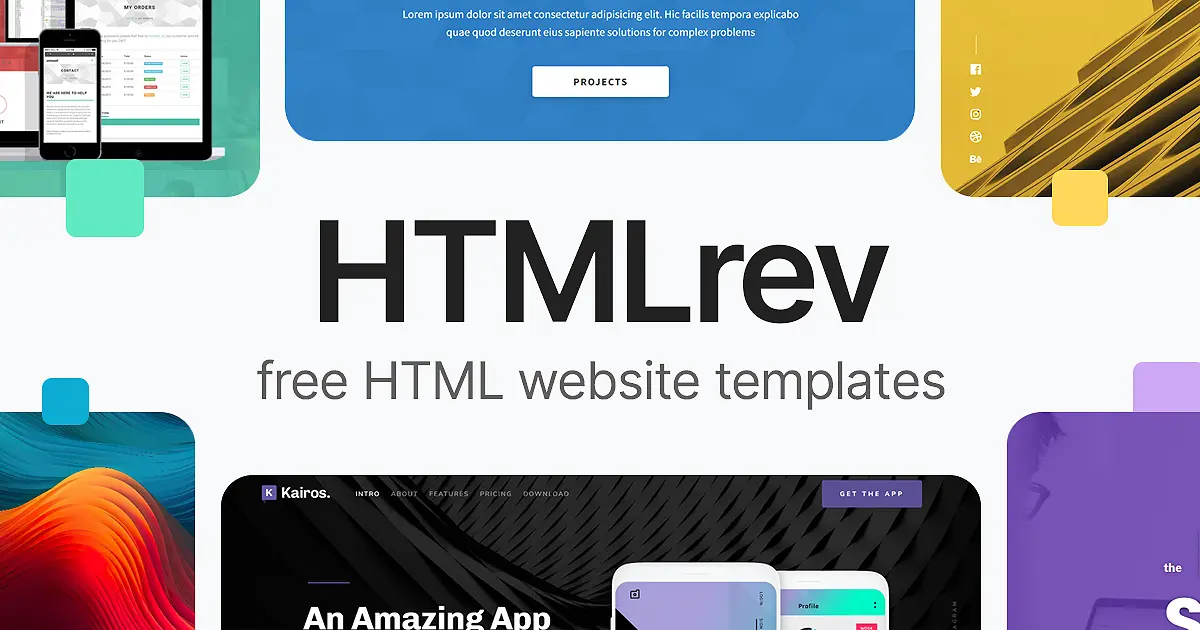 MY ORDERS
CONTACT
WE ARE HERE TO HELP
YOU
Lorem ipsum dolor sit amet consectetur adipisicing elit. Hic facilis tempora explicabo
quae quod deserunt eius sapiente solutions for complex problems
PROJECTS
Bē
HTMLrev
free HTML website templates
K Kairos.
INTRO ABOUT FEATURES PRICING DOWNLOAD
GET THE APP
An Amazing App
Profile
the
S